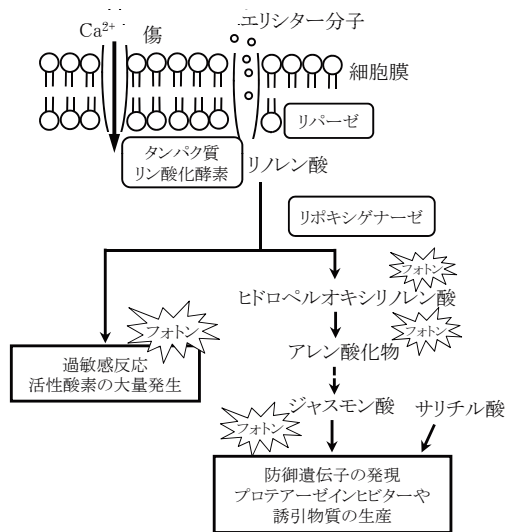 Ca²⁺
傷
エリシター分子
細胞膜
リパーゼ
タンパク質
リン酸化酵素
リノレン酸
リポキシゲナーゼ
フォトン
ヒドロペルオキシリノレン酸
フォトン
フォトン
アレン酸化物
過敏感反応
活性酸素の大量発生
ジャスモン酸
サリチル酸
フォトン
防御遺伝子の発現
プロテアーゼインヒビターや
誘引物質の生産